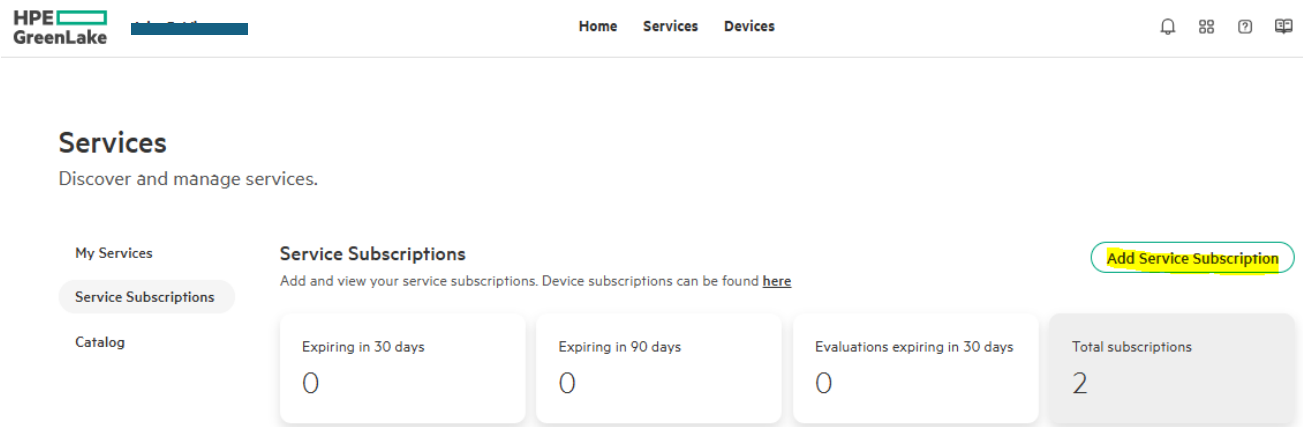 HPE
GreenLake
Home Services Devices
Services
Discover and manage services.
My Services
Service Subscriptions
Catalog
Service Subscriptions
Add and view your service subscriptions. Device subscriptions can be found here
Add Service Subscription
Expiring in 30 days
0
Expiring in 90 days
0
Evaluations expiring in 30 days
0
Total subscriptions
2